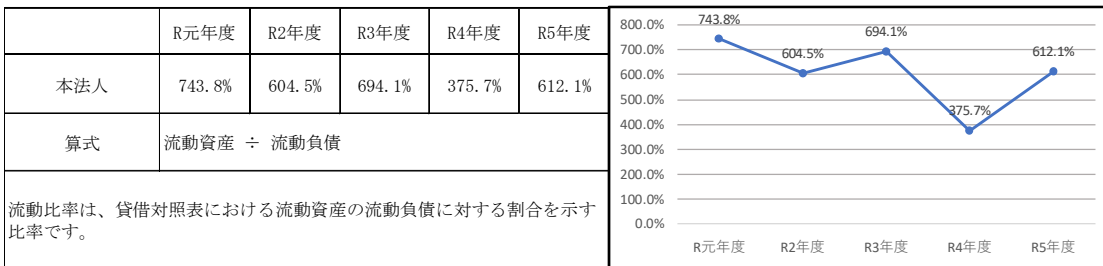 R元年度 R2年度 R3年度 R4年度 R5年度
本法人 743.8% 604.5% 694.1% 375.7% 612.1%
算式 流動資産 ÷ 流動負債
流動比率は、貸借対照表における流動資産の流動負債に対する割合を示す
比率です。
800.0%
700.0%
600.0%
500.0%
400.0%
300.0%
200.0%
100.0%
0.0%
743.8%
604.5%
694.1%
375.7%
612.1%
R元年度 R2年度 R3年度 R4年度 R5年度